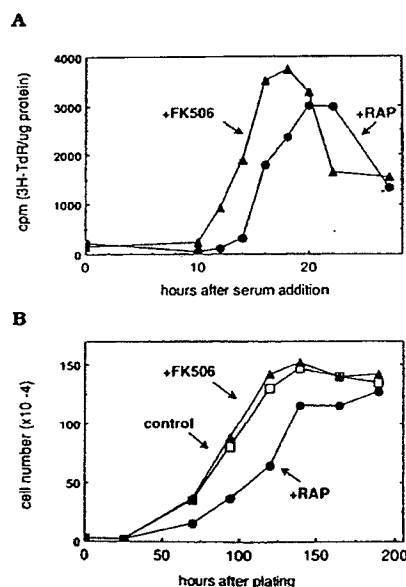 A
4000
3000
2000
1000
0
cpm (3H-TdR/ug protein)
+FK506
+RAP
0
10
20
hours after serum addition
B
150
100
50
0
cell number (x10 -4)
+FK506
control
+RAP
0
50
100
150
200
hours after plating